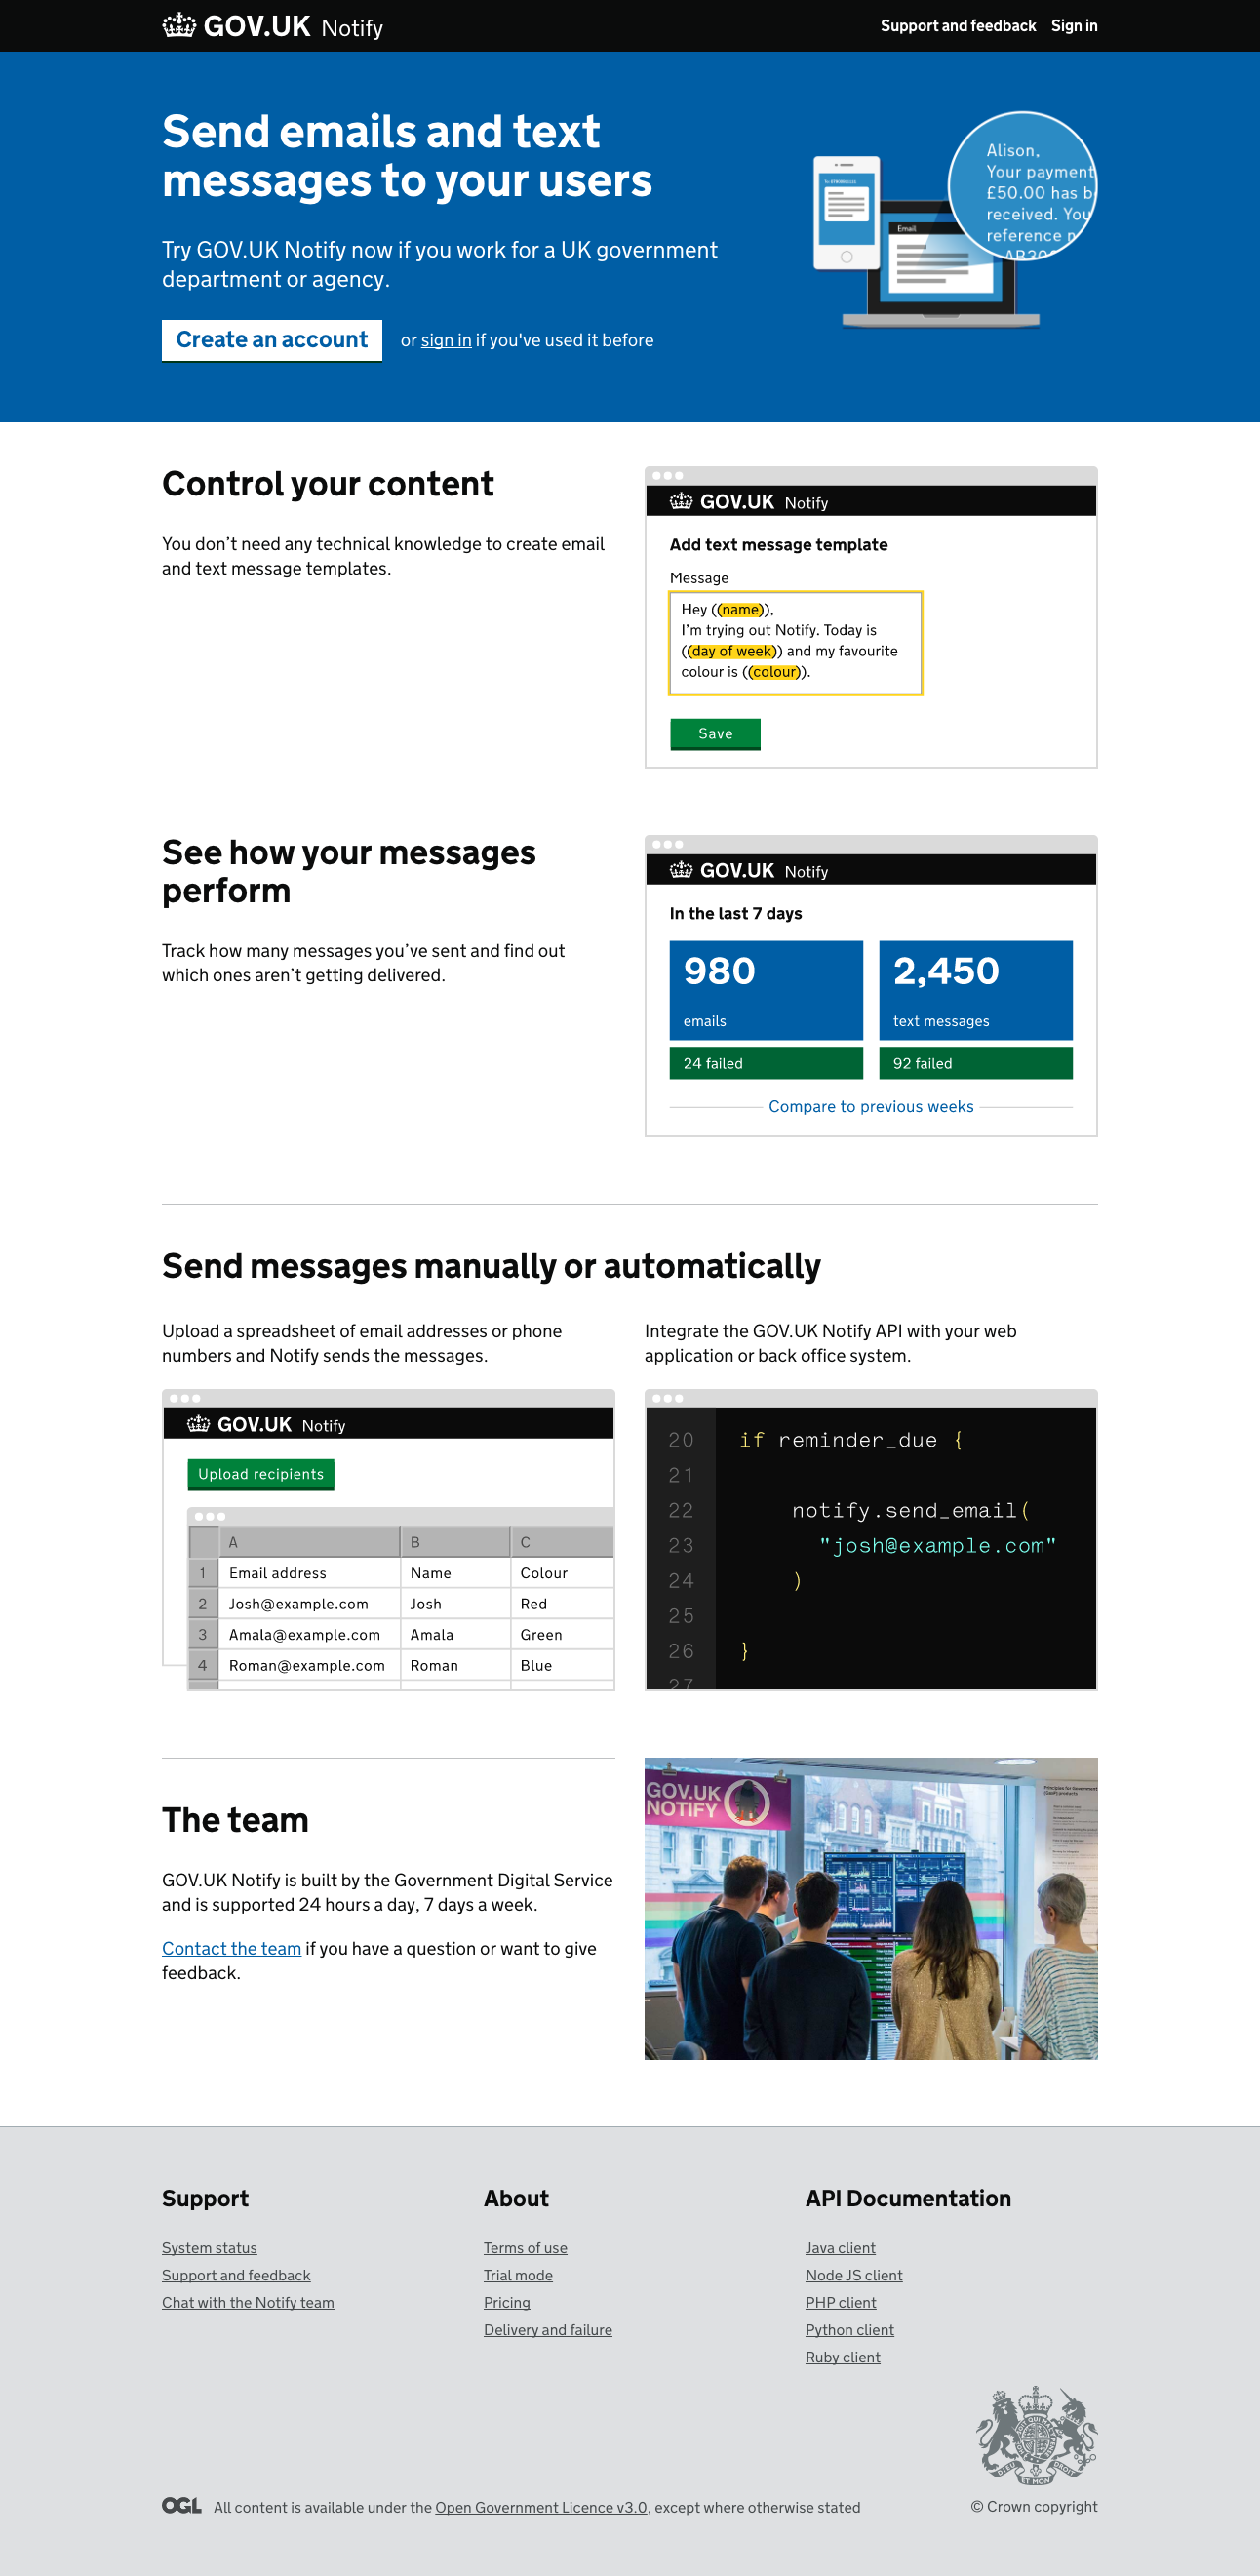 GOV.UK Notify
Support and feedback Sign in
Send emails and text
messages to your users
Try GOV.UK Notify now if you work for a UK government
department or agency.
Create an account or sign in if you've used it before
Email
Alison,
Your payment
£50.00 has
received. You
reference
Control your content
You don’t need any technical knowledge to create email
and text message templates.
GOV.UK Notify
Add text message template
Message
Hey ((name)),
I’m trying out Notify. Today is
((day of week)) and my favourite
colour is ((colour)).
Save
See how your messages
perform
Track how many messages you’ve sent and find out
which ones aren’t getting delivered.
GOV.UK Notify
In the last 7 days
980 2,450
emails text messages
24 failed 92 failed
Compare to previous weeks
Send messages manually or automatically
Upload a spreadsheet of email addresses or phone
numbers and Notify sends the messages.
GOV.UK Notify
Upload recipients
A B C
1 Email address Name Colour
2 Josh@example.com Josh Red
3 Amala@example.com Amala Green
4 Roman@example.com Roman Blue
Integrate the GOV.UK Notify API with your web
application or back office system.
20 if reminder_due {
21
22 notify.send_email(
23 "josh@example.com"
24 )
25
26 }
27
The team
GOV.UK Notify is built by the Government Digital Service
and is supported 24 hours a day, 7 days a week.
Contact the team if you have a question or want to give
feedback.
GOV.UK
NOTIFY
Support
System status
Support and feedback
Chat with the Notify team
About
Terms of use
Trial mode
Pricing
Delivery and failure
API Documentation
Java client
Node JS client
PHP client
Python client
Ruby client
DIEU ET MON DROIT
OGL All content is available under the Open Government Licence v3.0, except where otherwise stated
© Crown copyright